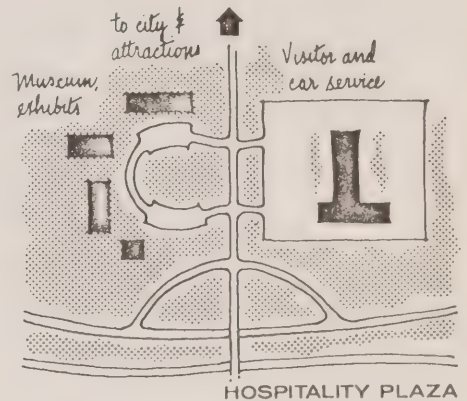 to city &
attractions
Visitor and
car service
Museum,
exhibits
HOSPITALITY PLAZA